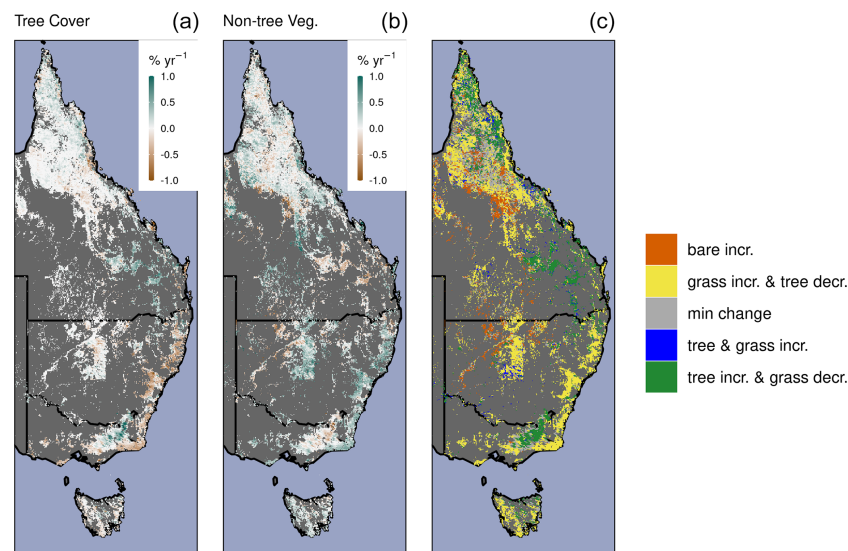 Tree Cover (a)
Non-tree Veg. (b)
(c)
% yr⁻¹
1.0
0.5
0.0
-0.5
-1.0
% yr⁻¹
1.0
0.5
0.0
-0.5
-1.0
bare incr.
grass incr. & tree decr.
min change
tree & grass incr.
tree incr. & grass decr.